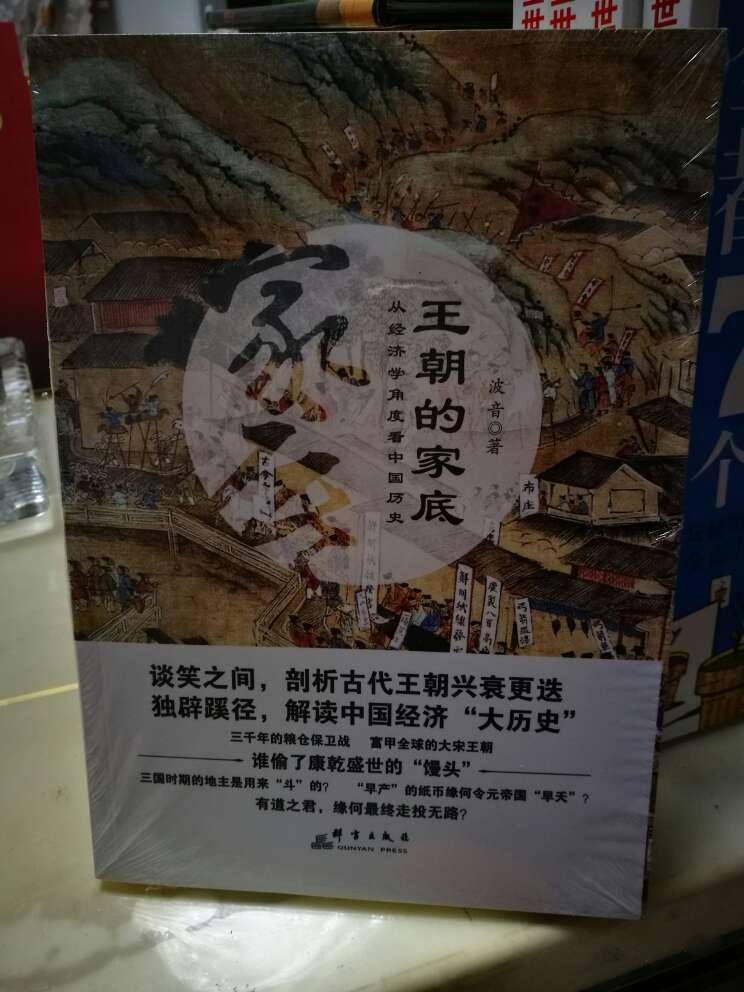 家底
王朝的家底
从经济学角度看中国历史
波音◎著
布庄
谈笑之间，剖析古代王朝兴衰更迭
独辟蹊径，解读中国经济“大历史”
三千年的粮仓保卫战 富甲全球的大宋王朝
谁偷了康乾盛世的“馒头”
三国时期的地主是用来“斗”的？ “早产”的纸币缘何令元帝国“早夭”？
有道之君，缘何最终走投无路？
群言出版社
QUNYAN PRESS
个